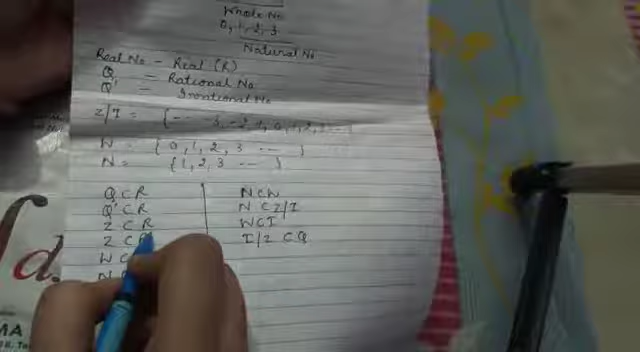 Whole No
0, 1, 2, 3
Natural No
Real No - Real (R)
Q = Rational No
Q' = Irrational No
Z/I = { --- -3, -2, -1, 0, 1, 2, 3 ---
W = { 0, 1, 2, 3 --- }
N = { 1, 2, 3 --- }
Q ⊂ R
Q' ⊂ R
Z ⊂ R
Z ⊂
W ⊂
N
N ⊂ W
N ⊂ Z/I
W ⊂ I
I/Z ⊂ Q